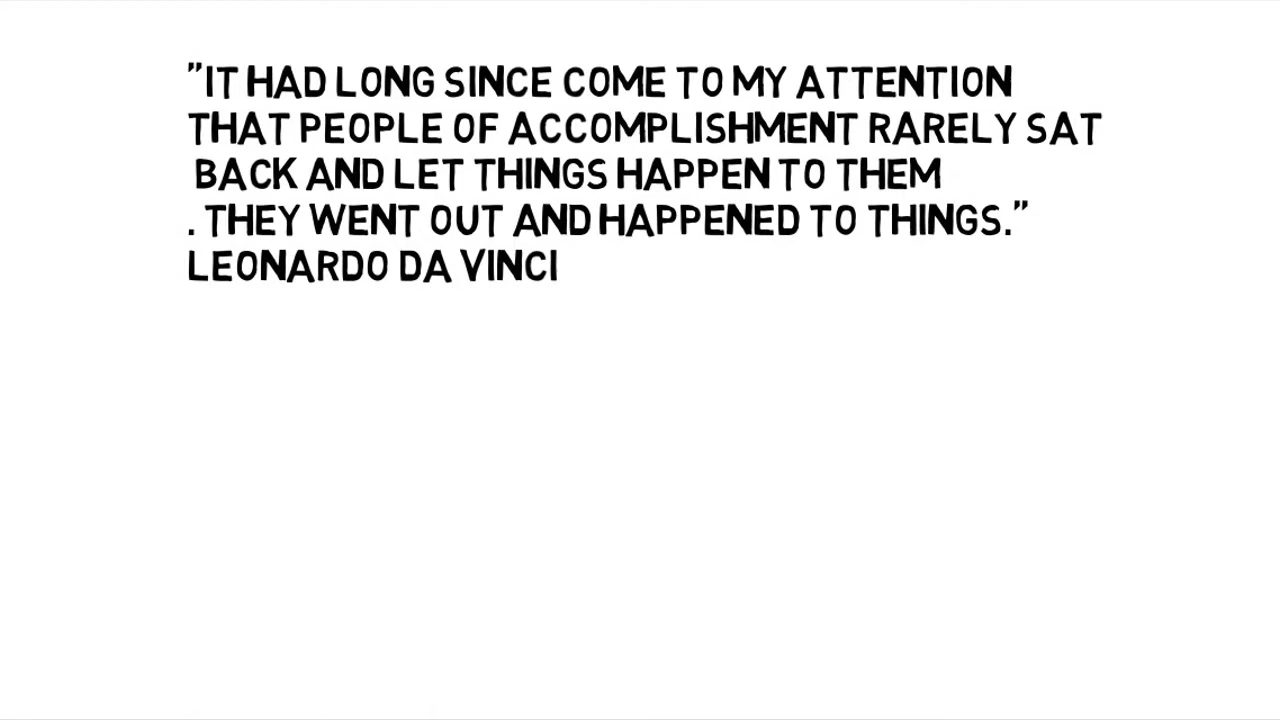 "IT HAD LONG SINCE COME TO MY ATTENTION
THAT PEOPLE OF ACCOMPLISHMENT RARELY SAT
BACK AND LET THINGS HAPPEN TO THEM
. THEY WENT OUT AND HAPPENED TO THINGS."
LEONARDO DA VINCI